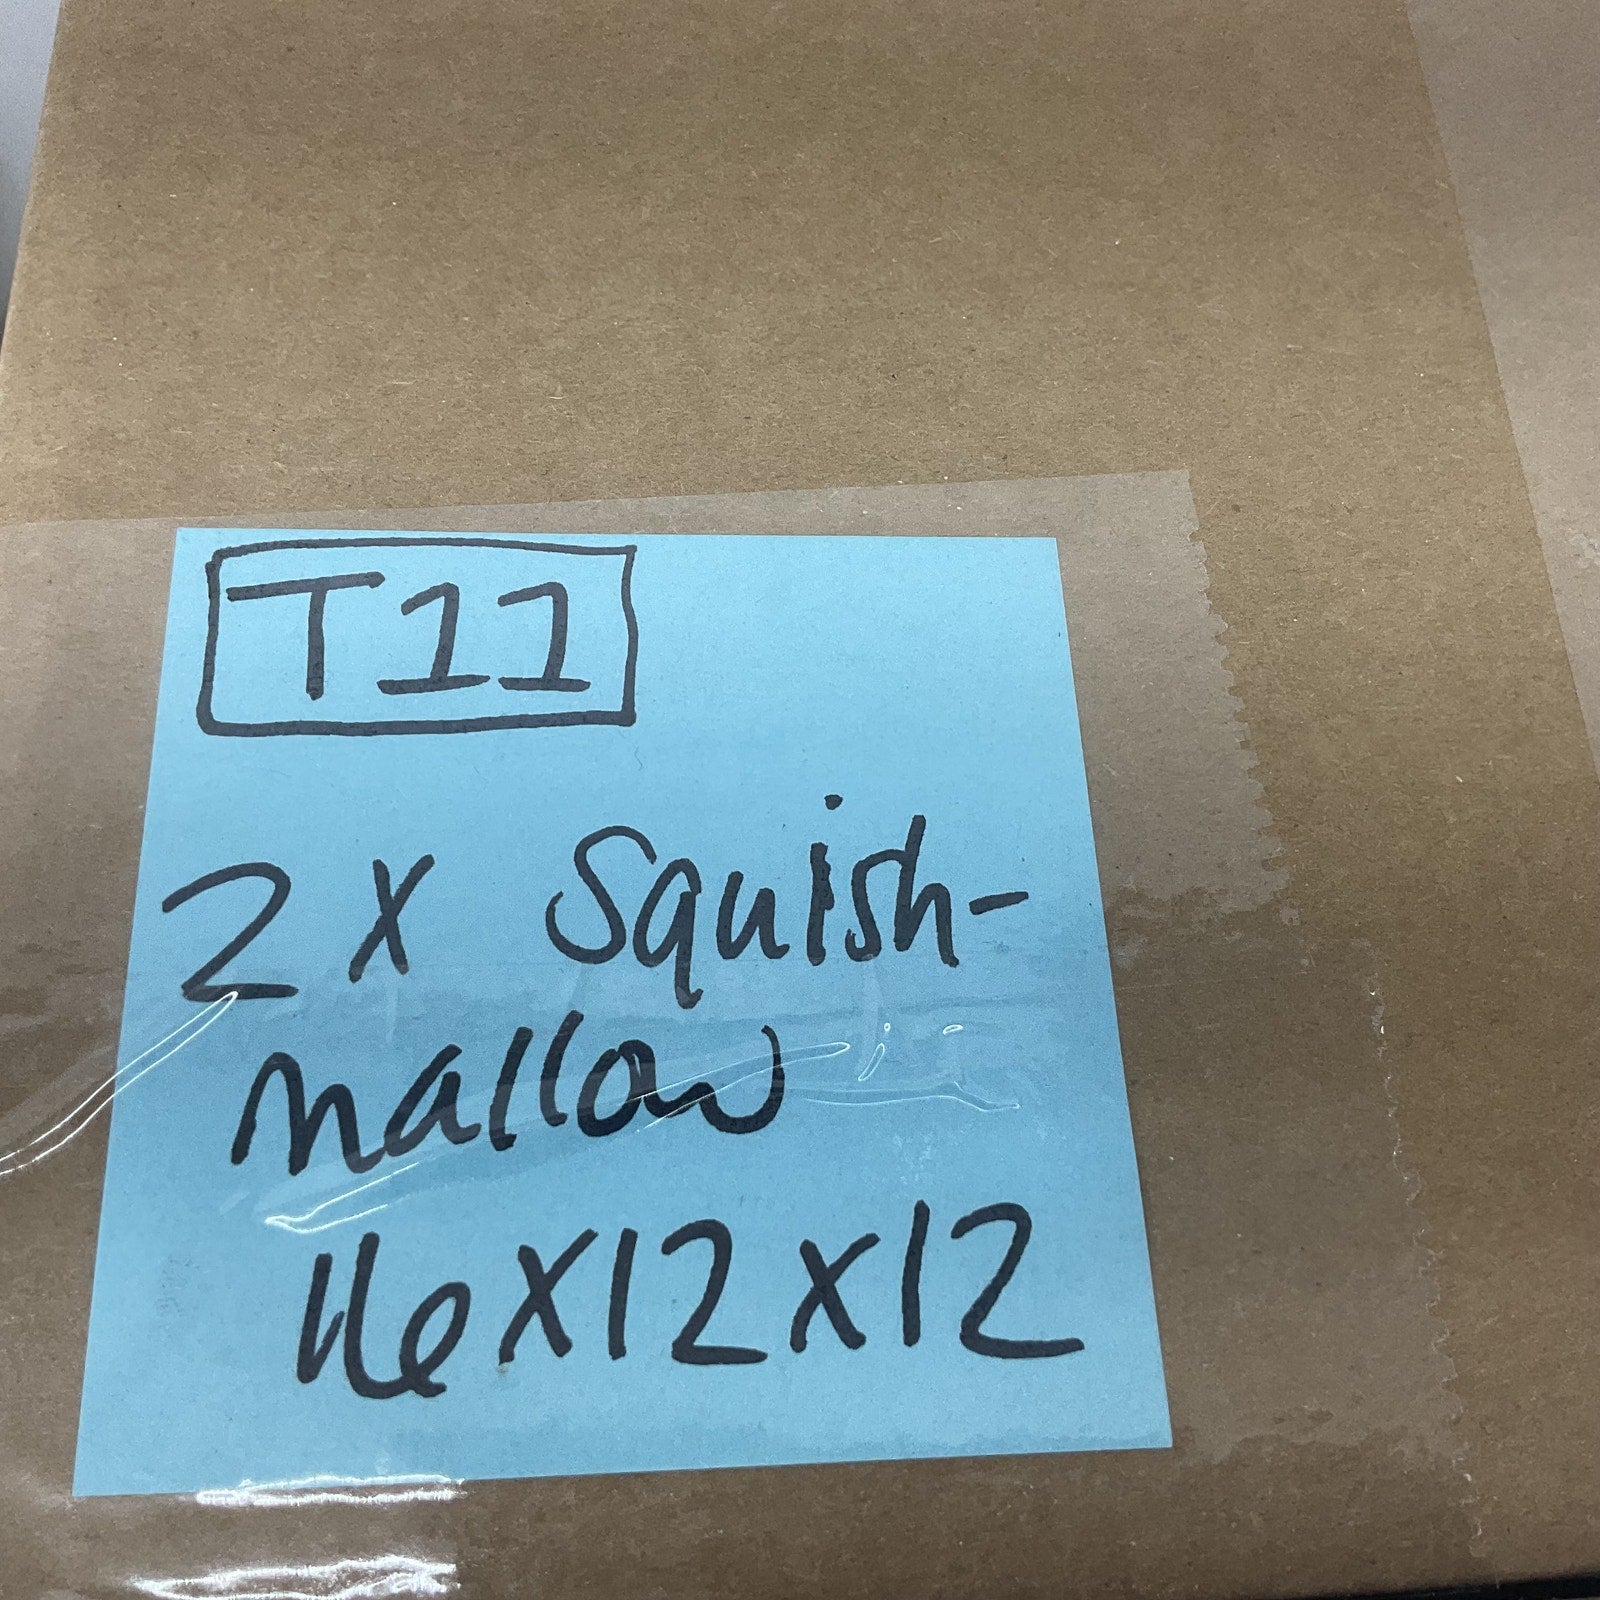 T11
2 x Squish-
mallow
16x12x12